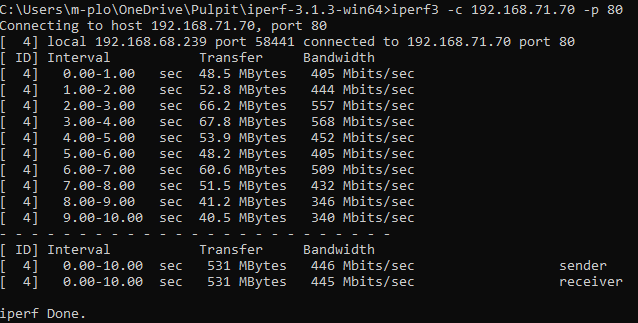 C:\Users\m-plo\OneDrive\Pulpit\iperf-3.1.3-win64>iperf3 -c 192.168.71.70 -p 80
Connecting to host 192.168.71.70, port 80
[  4] local 192.168.68.239 port 58441 connected to 192.168.71.70 port 80
[ ID] Interval           Transfer     Bandwidth
[  4]   0.00-1.00   sec  48.5 MBytes   405 Mbits/sec
[  4]   1.00-2.00   sec  52.8 MBytes   444 Mbits/sec
[  4]   2.00-3.00   sec  66.2 MBytes   557 Mbits/sec
[  4]   3.00-4.00   sec  67.8 MBytes   568 Mbits/sec
[  4]   4.00-5.00   sec  53.9 MBytes   452 Mbits/sec
[  4]   5.00-6.00   sec  48.2 MBytes   405 Mbits/sec
[  4]   6.00-7.00   sec  60.6 MBytes   509 Mbits/sec
[  4]   7.00-8.00   sec  51.5 MBytes   432 Mbits/sec
[  4]   8.00-9.00   sec  41.2 MBytes   346 Mbits/sec
[  4]   9.00-10.00  sec  40.5 MBytes   340 Mbits/sec
- - - - - - - - - - - - - - - - - - - - - - - - -
[ ID] Interval           Transfer     Bandwidth
[  4]   0.00-10.00  sec   531 MBytes   446 Mbits/sec                  sender
[  4]   0.00-10.00  sec   531 MBytes   445 Mbits/sec                  receiver
iperf Done.